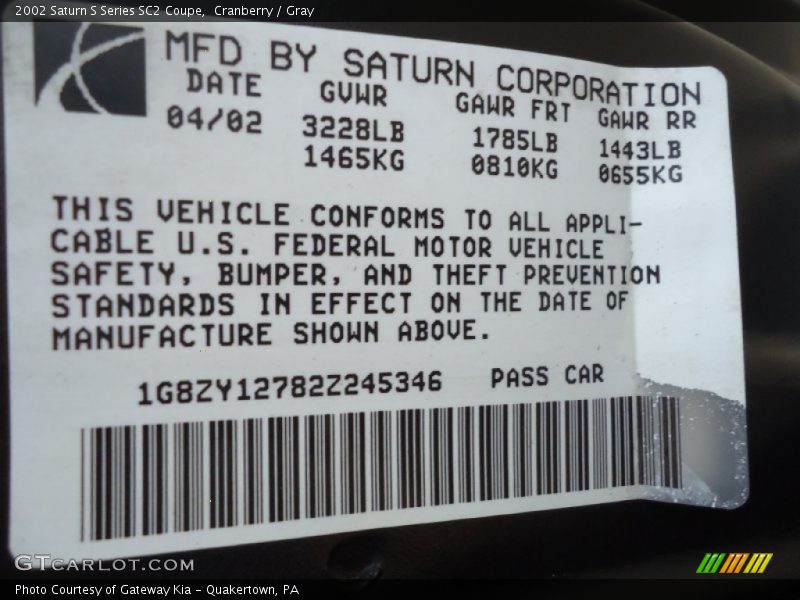 2002 Saturn S Series SC2 Coupe, Cranberry / Gray
MFD BY SATURN CORPORATION
DATE GVWR GAWR FRT GAWR RR
04/02 3228LB 1785LB 1443LB
1465KG 0810KG 0655KG
THIS VEHICLE CONFORMS TO ALL APPLI-
CABLE U.S. FEDERAL MOTOR VEHICLE
SAFETY, BUMPER, AND THEFT PREVENTION
STANDARDS IN EFFECT ON THE DATE OF
MANUFACTURE SHOWN ABOVE.
1G8ZY12782Z245346 PASS CAR
GTCARLOT.COM
Photo Courtesy of Gateway Kia - Quakertown, PA